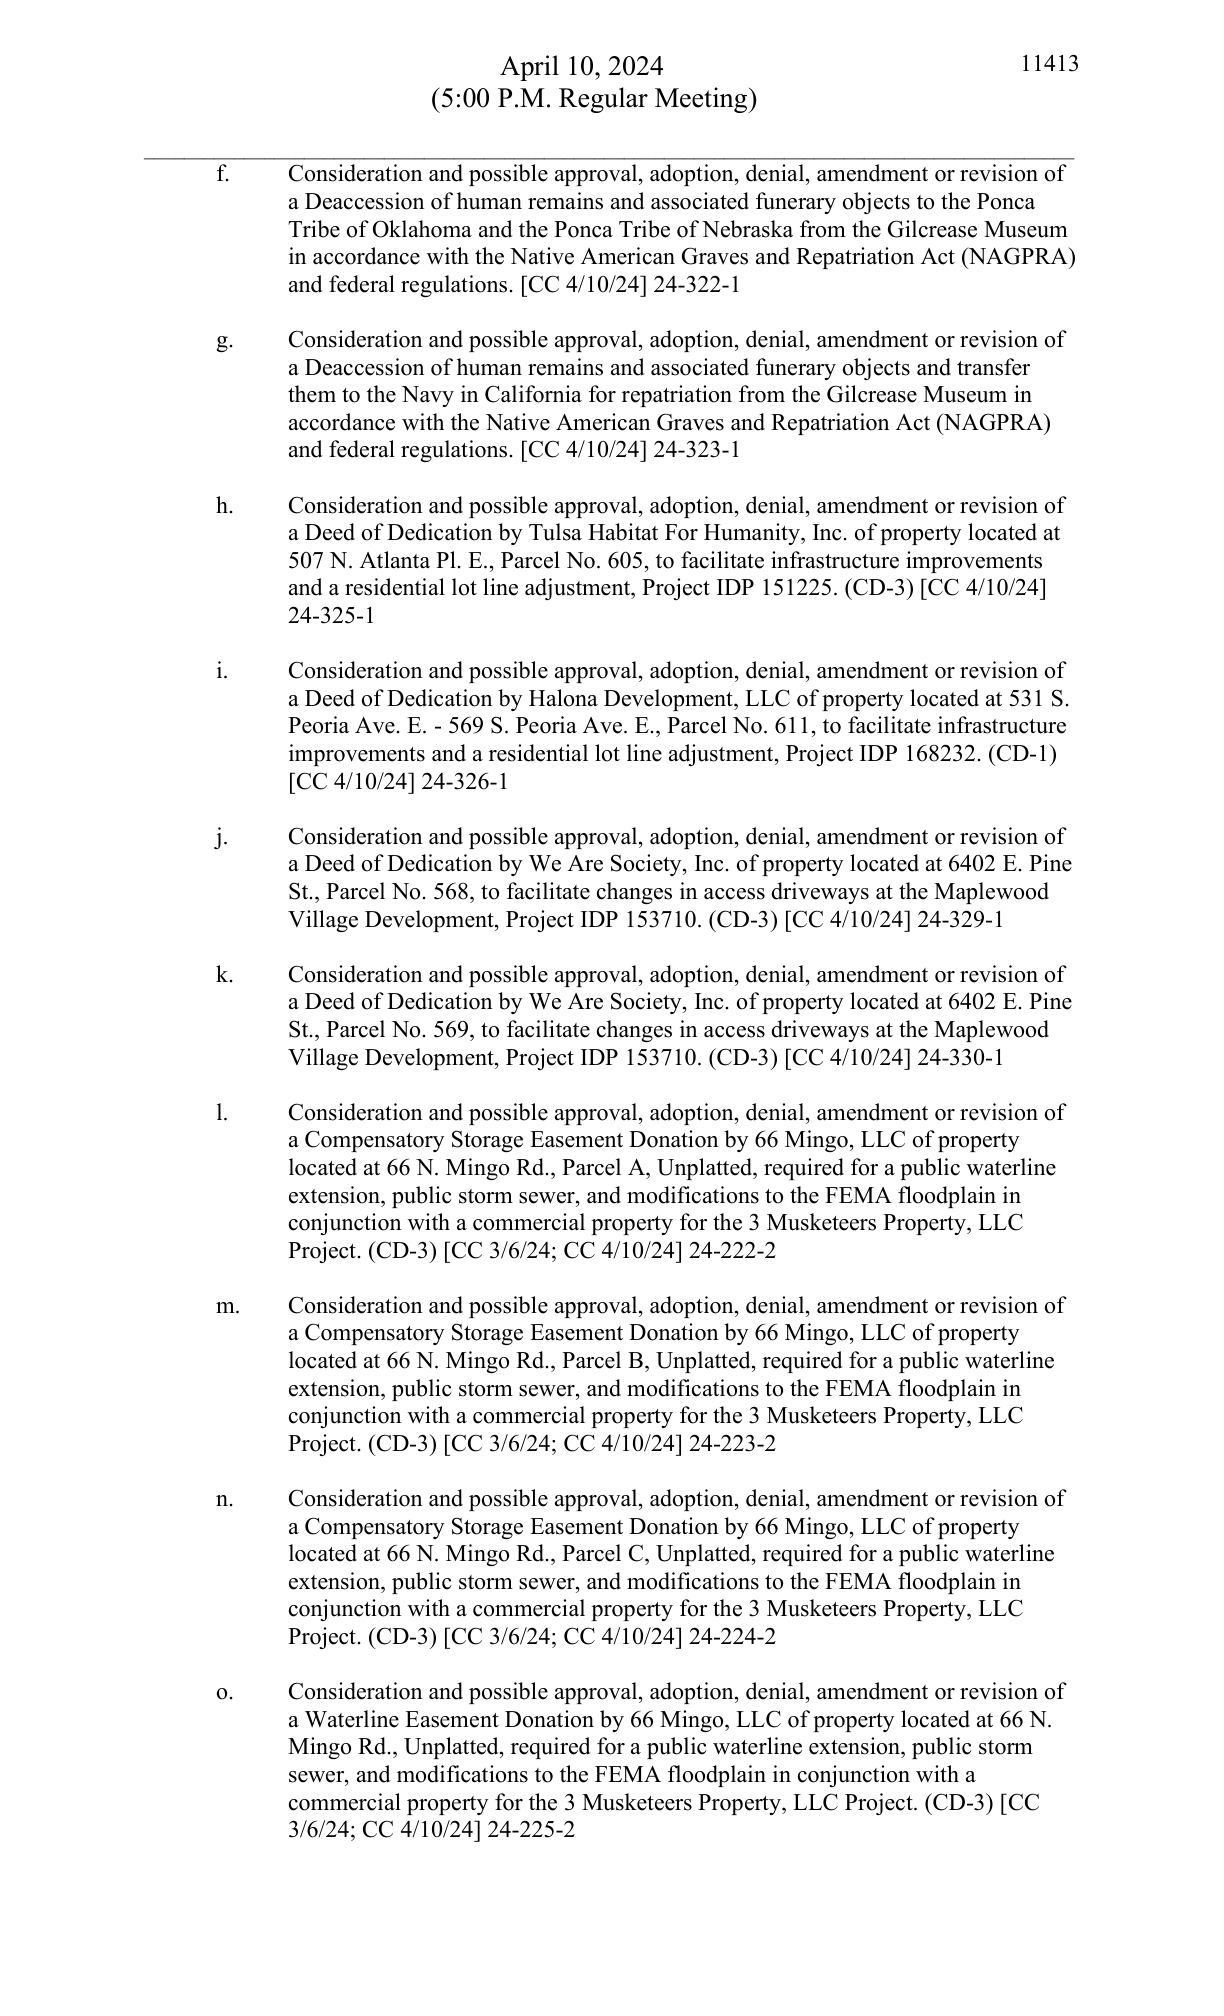 April 10, 2024
11413
(5:00 P.M. Regular Meeting)
f. Consideration and possible approval, adoption, denial, amendment or revision of
a Deaccession of human remains and associated funerary objects to the Ponca
Tribe of Oklahoma and the Ponca Tribe of Nebraska from the Gilcrease Museum
in accordance with the Native American Graves and Repatriation Act (NAGPRA)
and federal regulations. [CC 4/10/24] 24-322-1
g. Consideration and possible approval, adoption, denial, amendment or revision of
a Deaccession of human remains and associated funerary objects and transfer
them to the Navy in California for repatriation from the Gilcrease Museum in
accordance with the Native American Graves and Repatriation Act (NAGPRA)
and federal regulations. [CC 4/10/24] 24-323-1
h. Consideration and possible approval, adoption, denial, amendment or revision of
a Deed of Dedication by Tulsa Habitat For Humanity, Inc. of property located at
507 N. Atlanta Pl. E., Parcel No. 605, to facilitate infrastructure improvements
and a residential lot line adjustment, Project IDP 151225. (CD-3) [CC 4/10/24]
24-325-1
i. Consideration and possible approval, adoption, denial, amendment or revision of
a Deed of Dedication by Halona Development, LLC of property located at 531 S.
Peoria Ave. E. - 569 S. Peoria Ave. E., Parcel No. 611, to facilitate infrastructure
improvements and a residential lot line adjustment, Project IDP 168232. (CD-1)
[CC 4/10/24] 24-326-1
j. Consideration and possible approval, adoption, denial, amendment or revision of
a Deed of Dedication by We Are Society, Inc. of property located at 6402 E. Pine
St., Parcel No. 568, to facilitate changes in access driveways at the Maplewood
Village Development, Project IDP 153710. (CD-3) [CC 4/10/24] 24-329-1
k. Consideration and possible approval, adoption, denial, amendment or revision of
a Deed of Dedication by We Are Society, Inc. of property located at 6402 E. Pine
St., Parcel No. 569, to facilitate changes in access driveways at the Maplewood
Village Development, Project IDP 153710. (CD-3) [CC 4/10/24] 24-330-1
l. Consideration and possible approval, adoption, denial, amendment or revision of
a Compensatory Storage Easement Donation by 66 Mingo, LLC of property
located at 66 N. Mingo Rd., Parcel A, Unplatted, required for a public waterline
extension, public storm sewer, and modifications to the FEMA floodplain in
conjunction with a commercial property for the 3 Musketeers Property, LLC
Project. (CD-3) [CC 3/6/24; CC 4/10/24] 24-222-2
m. Consideration and possible approval, adoption, denial, amendment or revision of
a Compensatory Storage Easement Donation by 66 Mingo, LLC of property
located at 66 N. Mingo Rd., Parcel B, Unplatted, required for a public waterline
extension, public storm sewer, and modifications to the FEMA floodplain in
conjunction with a commercial property for the 3 Musketeers Property, LLC
Project. (CD-3) [CC 3/6/24; CC 4/10/24] 24-223-2
n. Consideration and possible approval, adoption, denial, amendment or revision of
a Compensatory Storage Easement Donation by 66 Mingo, LLC of property
located at 66 N. Mingo Rd., Parcel C, Unplatted, required for a public waterline
extension, public storm sewer, and modifications to the FEMA floodplain in
conjunction with a commercial property for the 3 Musketeers Property, LLC
Project. (CD-3) [CC 3/6/24; CC 4/10/24] 24-224-2
o. Consideration and possible approval, adoption, denial, amendment or revision of
a Waterline Easement Donation by 66 Mingo, LLC of property located at 66 N.
Mingo Rd., Unplatted, required for a public waterline extension, public storm
sewer, and modifications to the FEMA floodplain in conjunction with a
commercial property for the 3 Musketeers Property, LLC Project. (CD-3) [CC
3/6/24; CC 4/10/24] 24-225-2